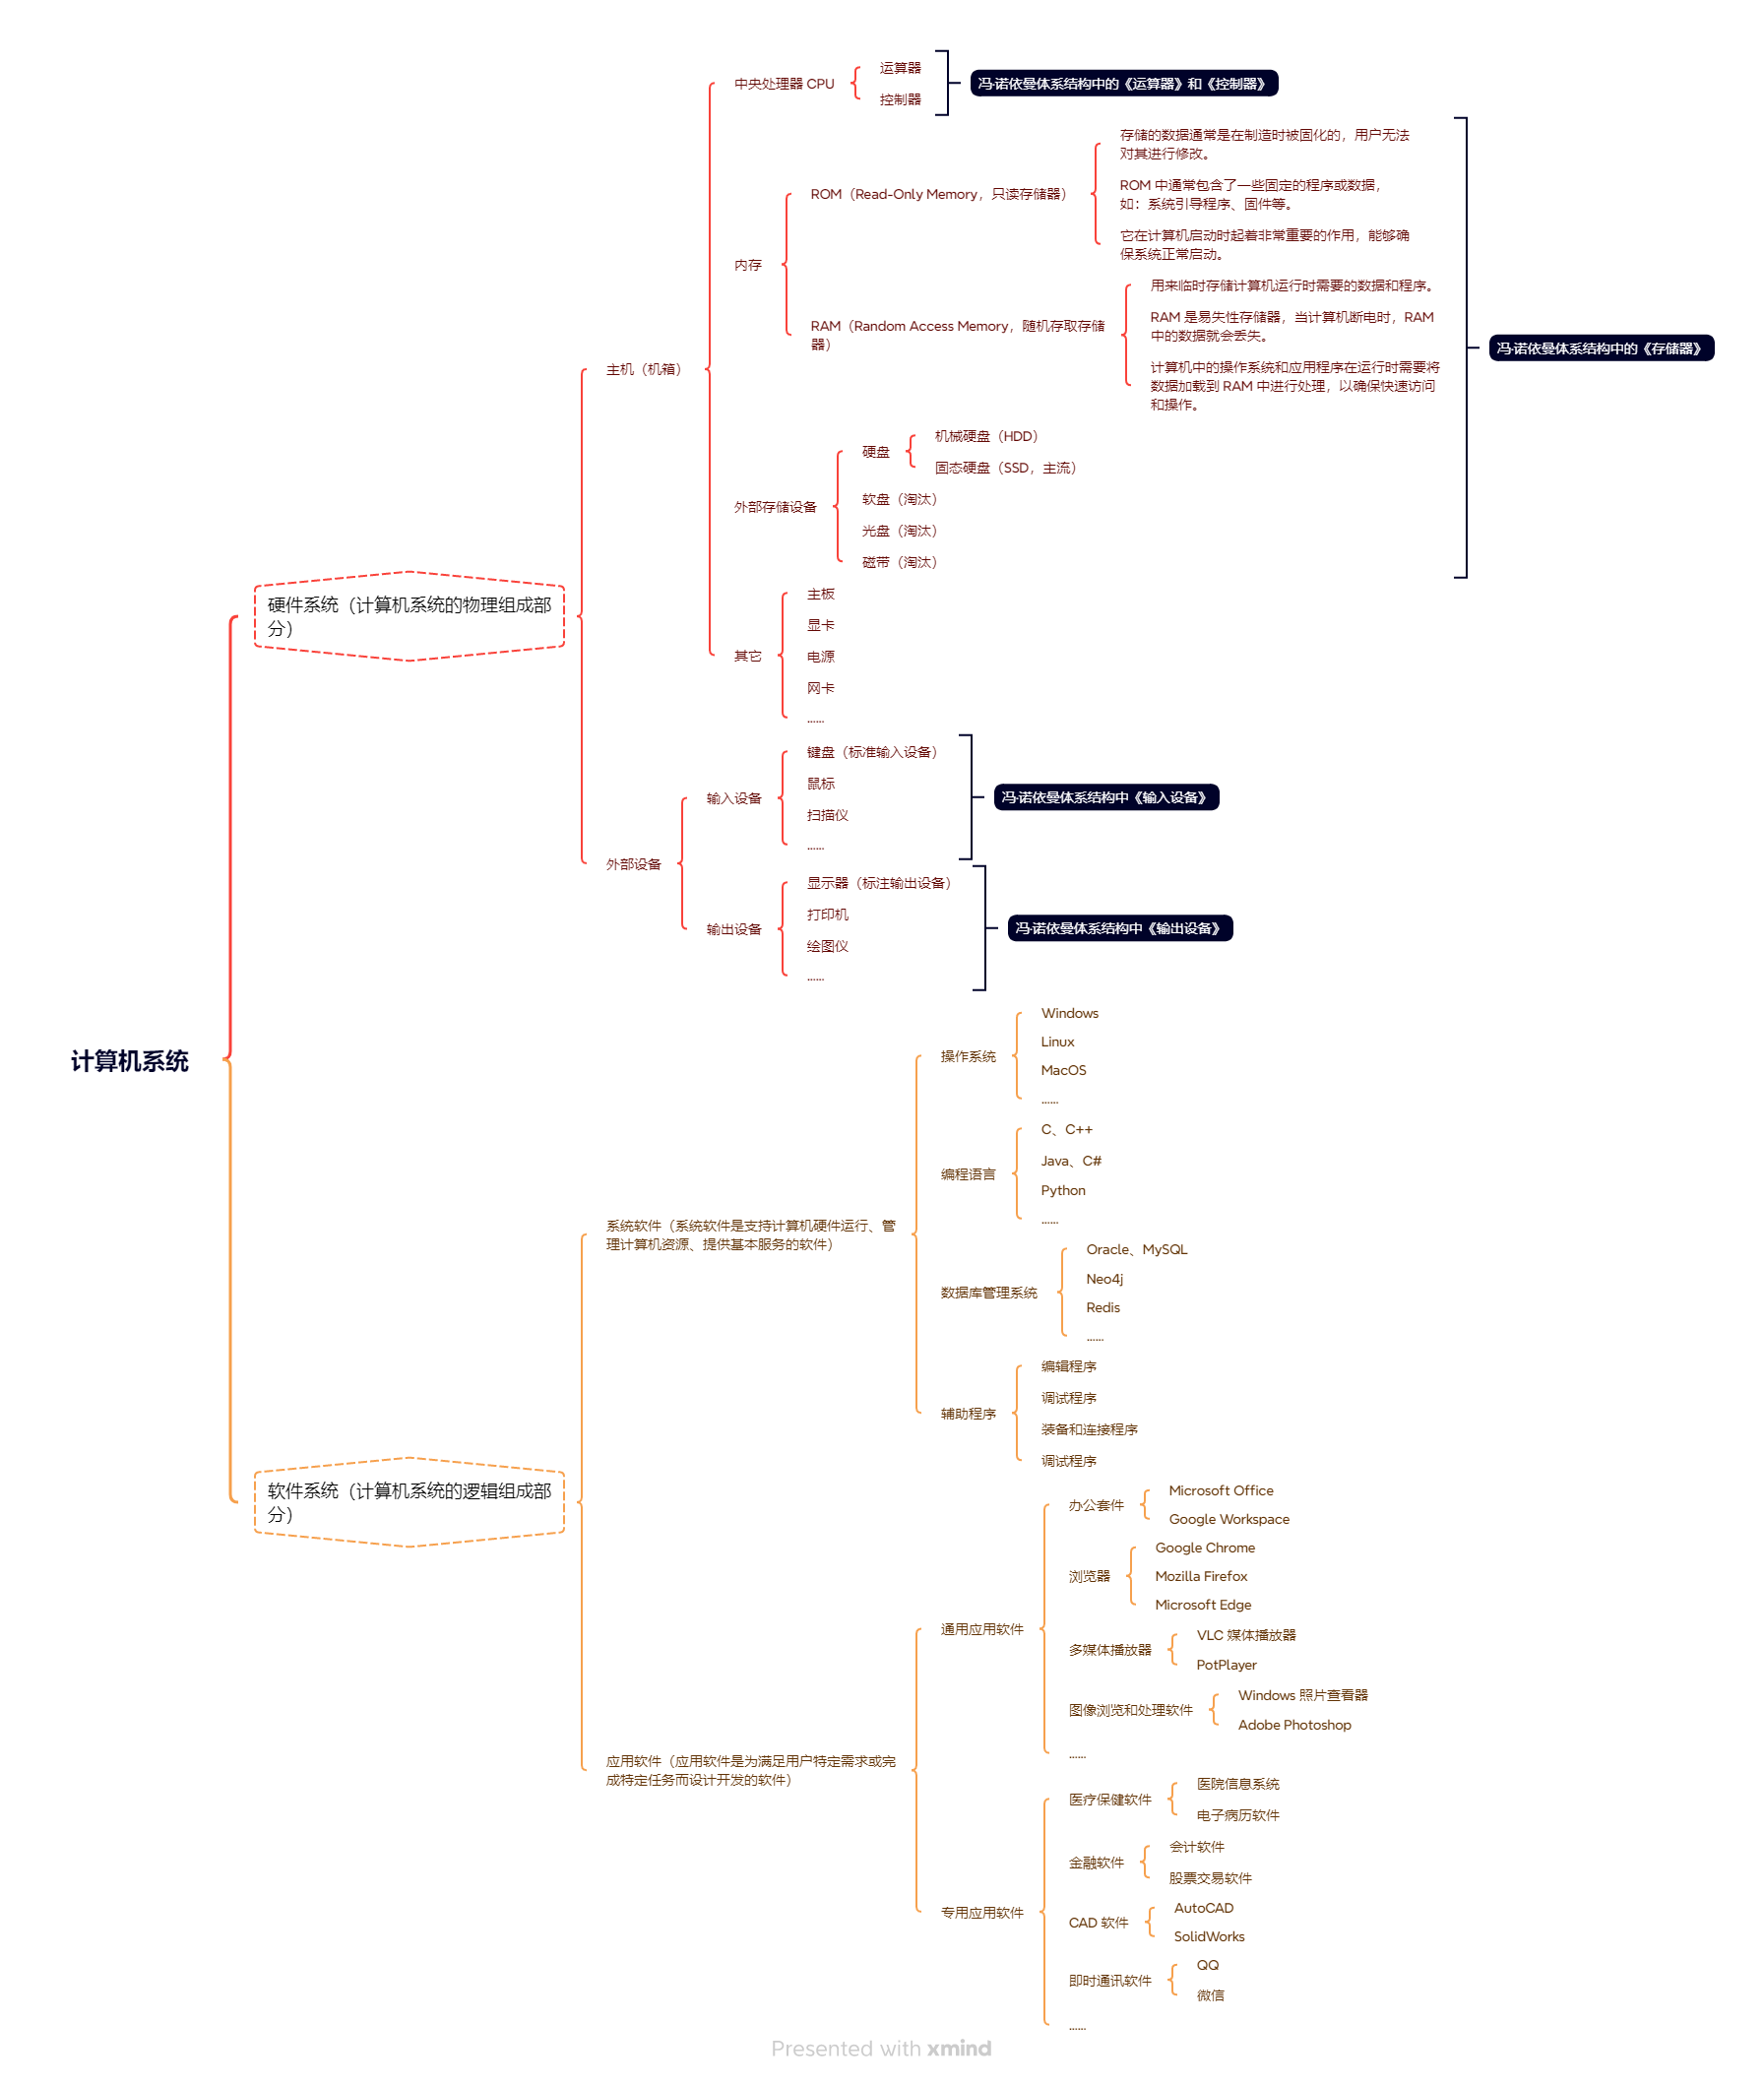 计算机系统
硬件系统（计算机系统的物理组成部
分）
主机（机箱）
中央处理器 CPU
运算器
控制器
冯·诺依曼体系结构中的《运算器》和《控制器》
内存
ROM（Read-Only Memory，只读存储器）
存储的数据通常是在制造时被固化的，用户无法
对其进行修改。
ROM 中通常包含了一些固定的程序或数据，
如：系统引导程序、固件等。
它在计算机启动时起着非常重要的作用，能够确
保系统正常启动。
RAM（Random Access Memory，随机存取存储
器）
用来临时存储计算机运行时需要的数据和程序。
RAM 是易失性存储器，当计算机断电时，RAM
中的数据就会丢失。
计算机中的操作系统和应用程序在运行时需要将
数据加载到 RAM 中进行处理，以确保快速访问
和操作。
外部存储设备
硬盘
机械硬盘（HDD）
固态硬盘（SSD，主流）
软盘（淘汰）
光盘（淘汰）
磁带（淘汰）
冯·诺依曼体系结构中的《存储器》
其它
主板
显卡
电源
网卡
......
外部设备
输入设备
键盘（标准输入设备）
鼠标
扫描仪
......
冯·诺依曼体系结构中《输入设备》
输出设备
显示器（标注输出设备）
打印机
绘图仪
......
冯·诺依曼体系结构中《输出设备》
软件系统（计算机系统的逻辑组成部
分）
系统软件（系统软件是支持计算机硬件运行、管
理计算机资源、提供基本服务的软件）
操作系统
Windows
Linux
MacOS
......
编程语言
C、C++
Java、C#
Python
......
数据库管理系统
Oracle、MySQL
Neo4j
Redis
......
辅助程序
编辑程序
调试程序
装备和连接程序
调试程序
应用软件（应用软件是为满足用户特定需求或完
成特定任务而设计开发的软件）
通用应用软件
办公套件
Microsoft Office
Google Workspace
浏览器
Google Chrome
Mozilla Firefox
Microsoft Edge
多媒体播放器
VLC 媒体播放器
PotPlayer
图像浏览和处理软件
Windows 照片查看器
Adobe Photoshop
......
专用应用软件
医疗保健软件
医院信息系统
电子病历软件
金融软件
会计软件
股票交易软件
CAD 软件
AutoCAD
SolidWorks
即时通讯软件
QQ
微信
......
Presented with xmind